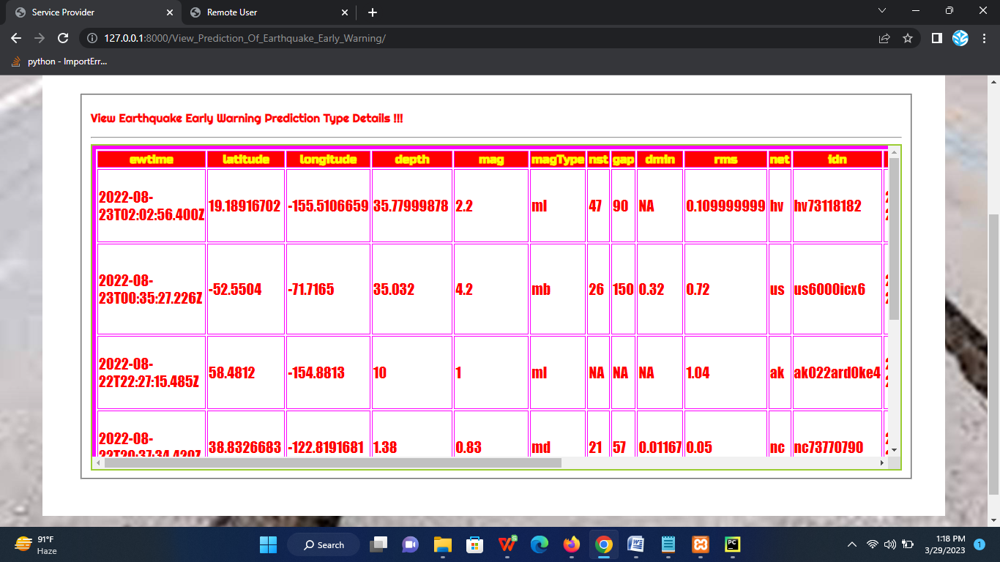 Service Provider
Remote User
127.0.0.1:8000/View_Prediction_Of_Earthquake_Early_Warning/
python - ImportErr...
View Earthquake Early Warning Prediction Type Details !!!
ewtime latitude longitude depth mag magType nst gap dmin rms net idn
2022-08-
23T02:02:56.400Z 19.18916702 -155.5106659 35.77999878 2.2 ml 47 90 NA 0.109999999 hv hv73118182
2022-08-
23T00:35:27.226Z -52.5504 -71.7165 35.032 4.2 mb 26 150 0.32 0.72 us us6000icx6
2022-08-
22T22:27:15.485Z 58.4812 -154.8813 10 1 ml NA NA NA 1.04 ak ak022ard0ke4
2022-08-
22T20:37:34.420Z 38.8326683 -122.8191681 1.38 0.83 md 21 57 0.01167 0.05 nc nc73770790
91°F
Haze
Search
1:18 PM
3/29/2023
1